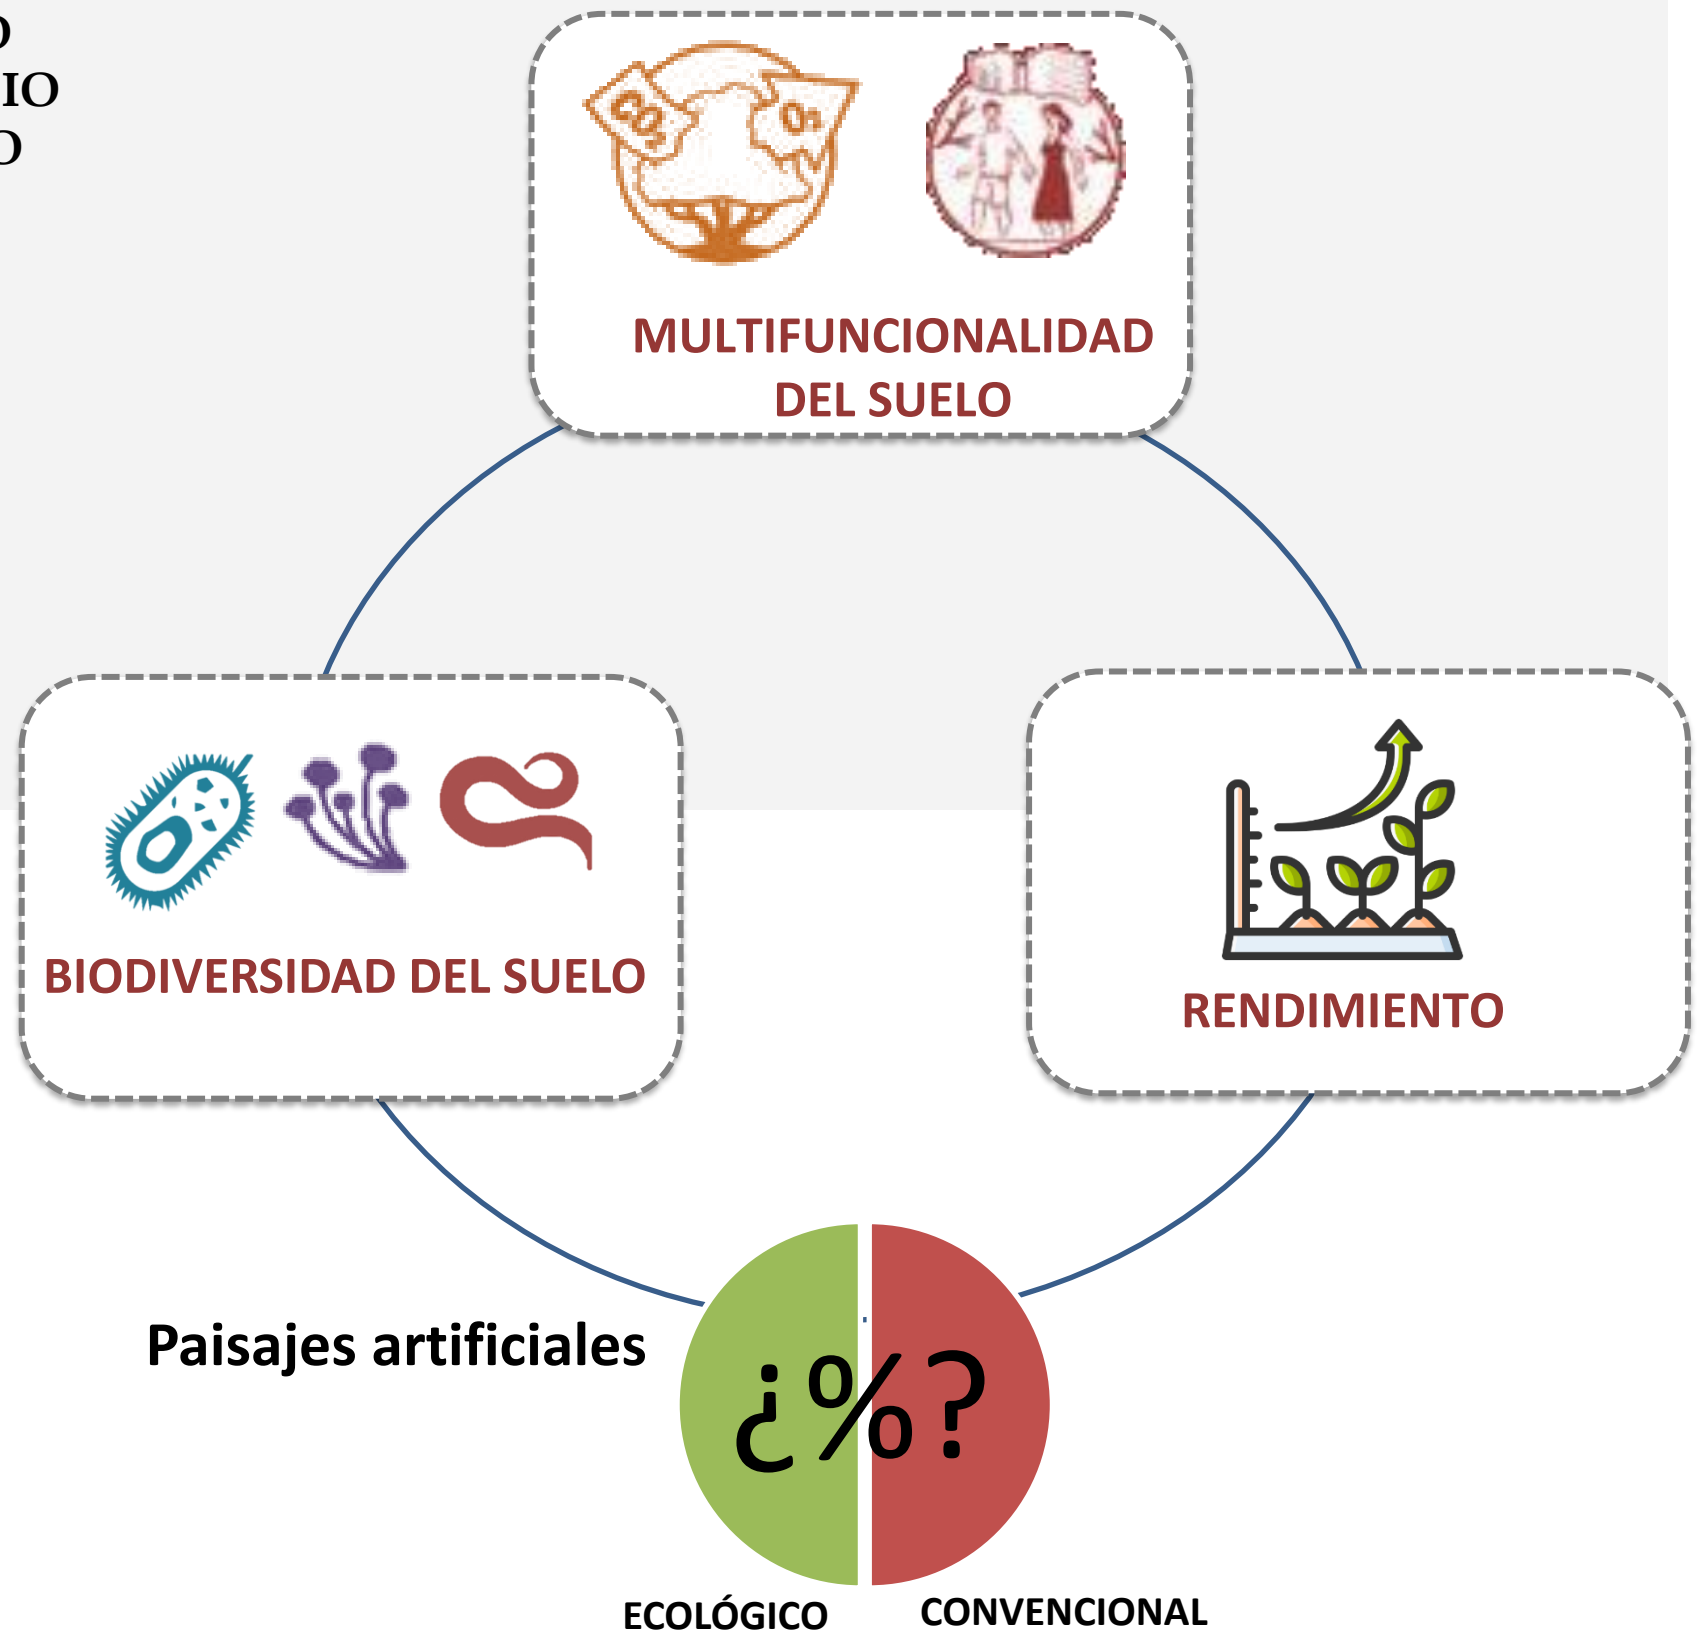 MULTIFUNCIONALIDAD
DEL SUELO
BIODIVERSIDAD DEL SUELO
RENDIMIENTO
Paisajes artificiales
¿%?
ECOLÓGICO
CONVENCIONAL